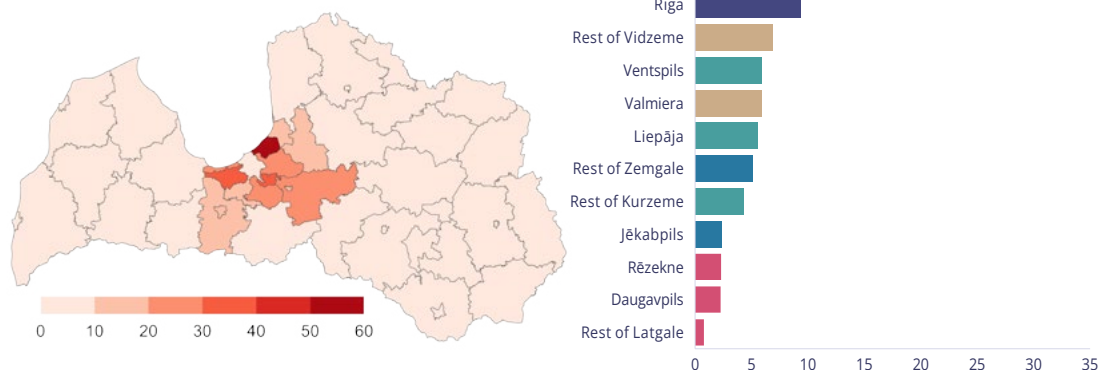 Rīga
Rest of Vidzeme
Ventspils
Valmiera
Liepāja
Rest of Zemgale
Rest of Kurzeme
Jēkabpils
Rēzekne
Daugavpils
Rest of Latgale
0 5 10 15 20 25 30 35
0 10 20 30 40 50 60